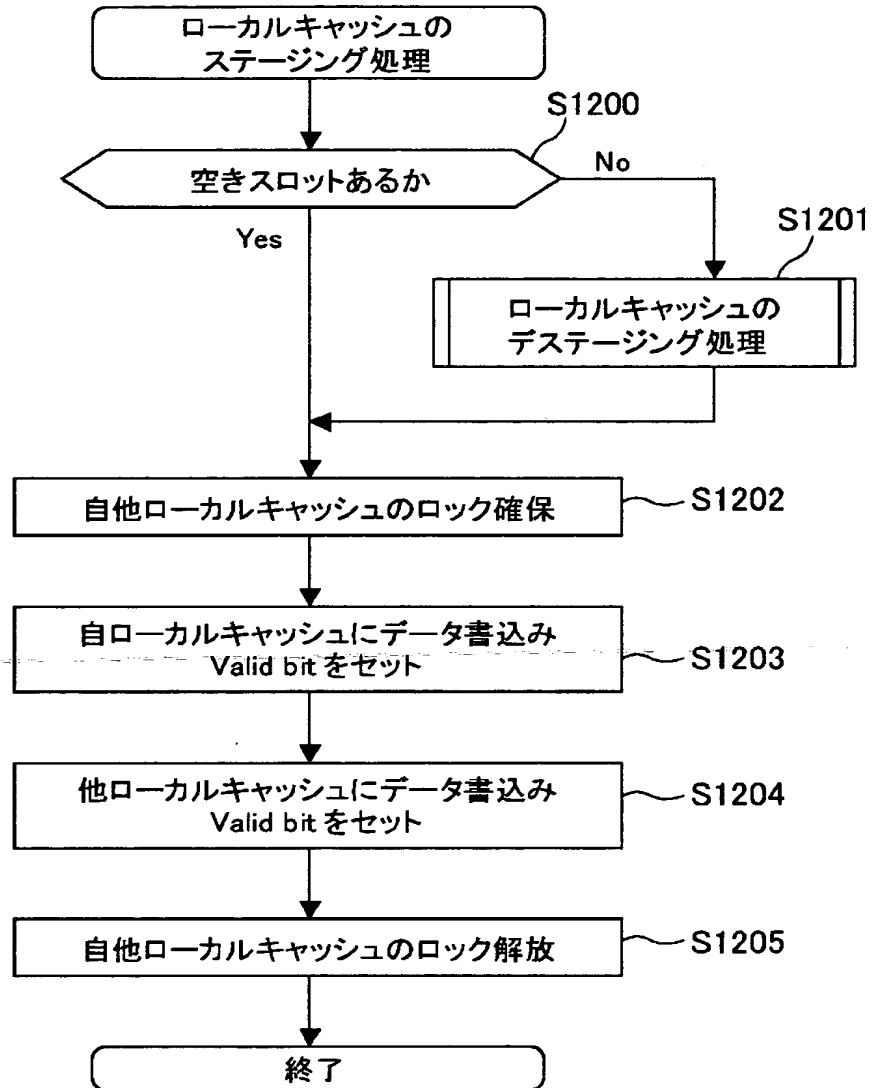 ローカルキャッシュの
ステージング処理
S1200
空きスロットあるか
No
Yes
S1201
ローカルキャッシュの
デステージング処理
自他ローカルキャッシュのロック確保
S1202
自ローカルキャッシュにデータ書込み
Valid bit をセット
S1203
他ローカルキャッシュにデータ書込み
Valid bit をセット
S1204
自他ローカルキャッシュのロック解放
S1205
終了